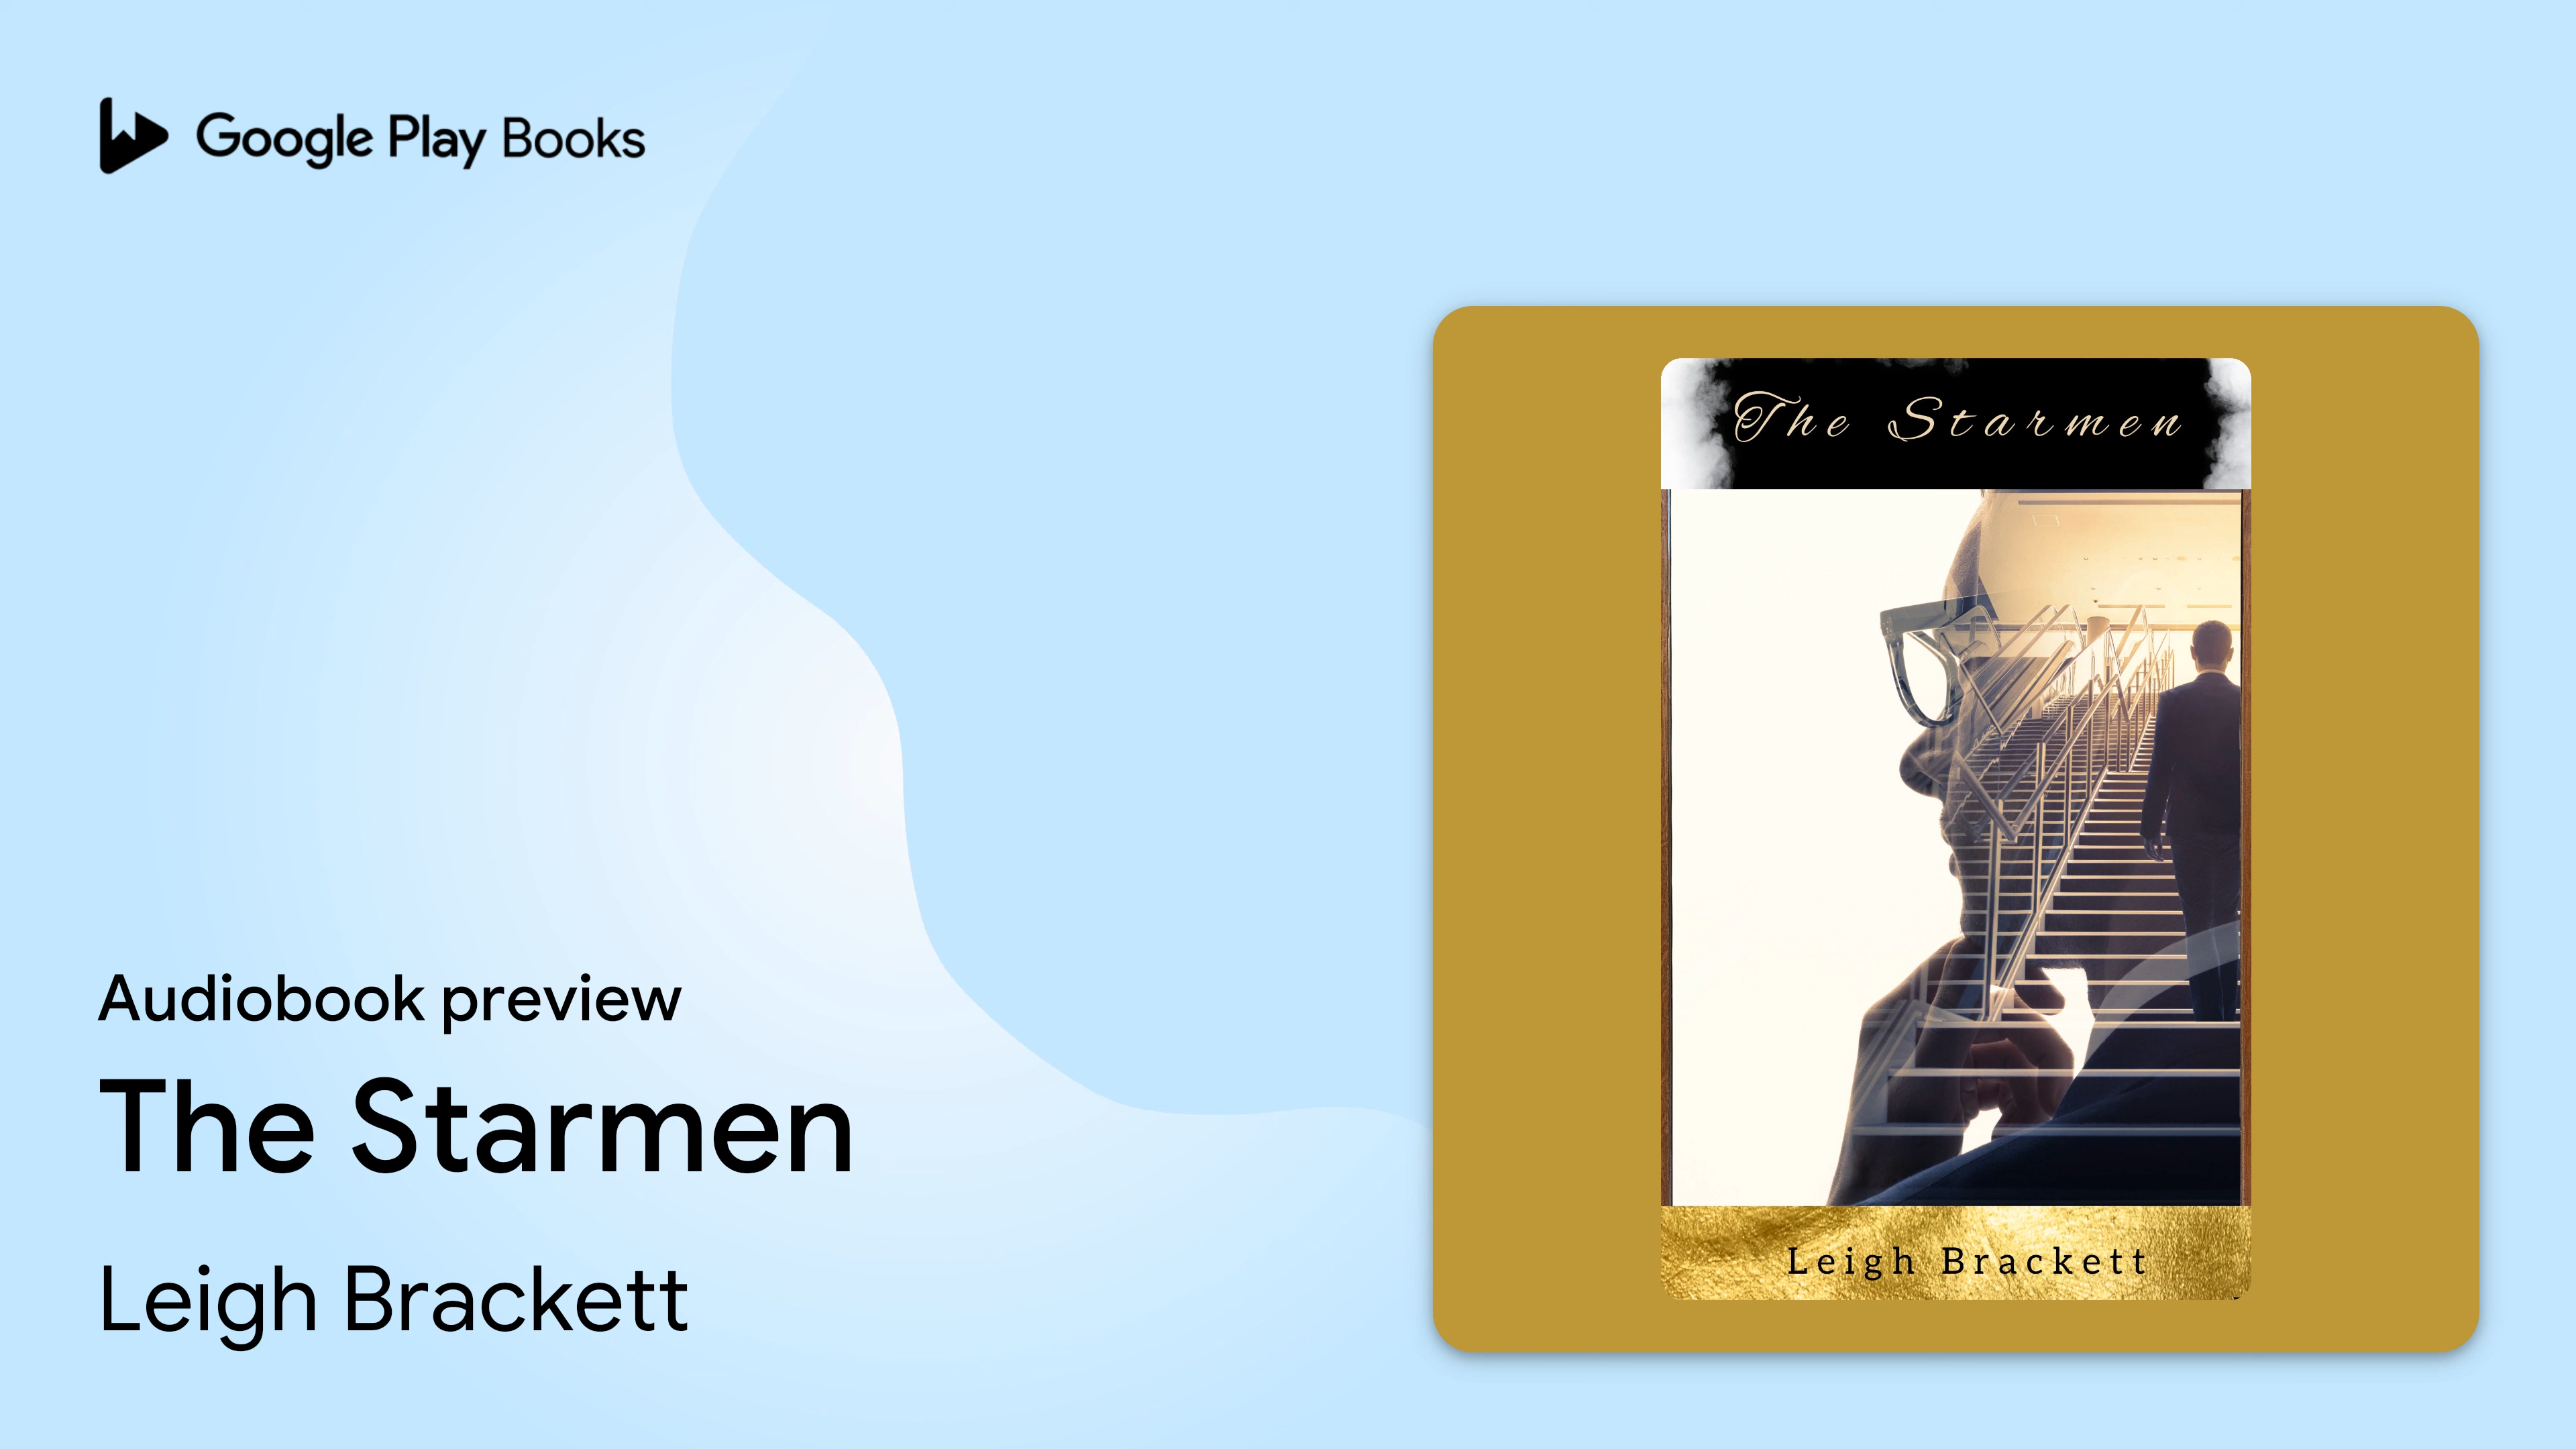 Google Play Books
Audiobook preview
The Starmen
Leigh Brackett
The Starmen
Leigh Brackett